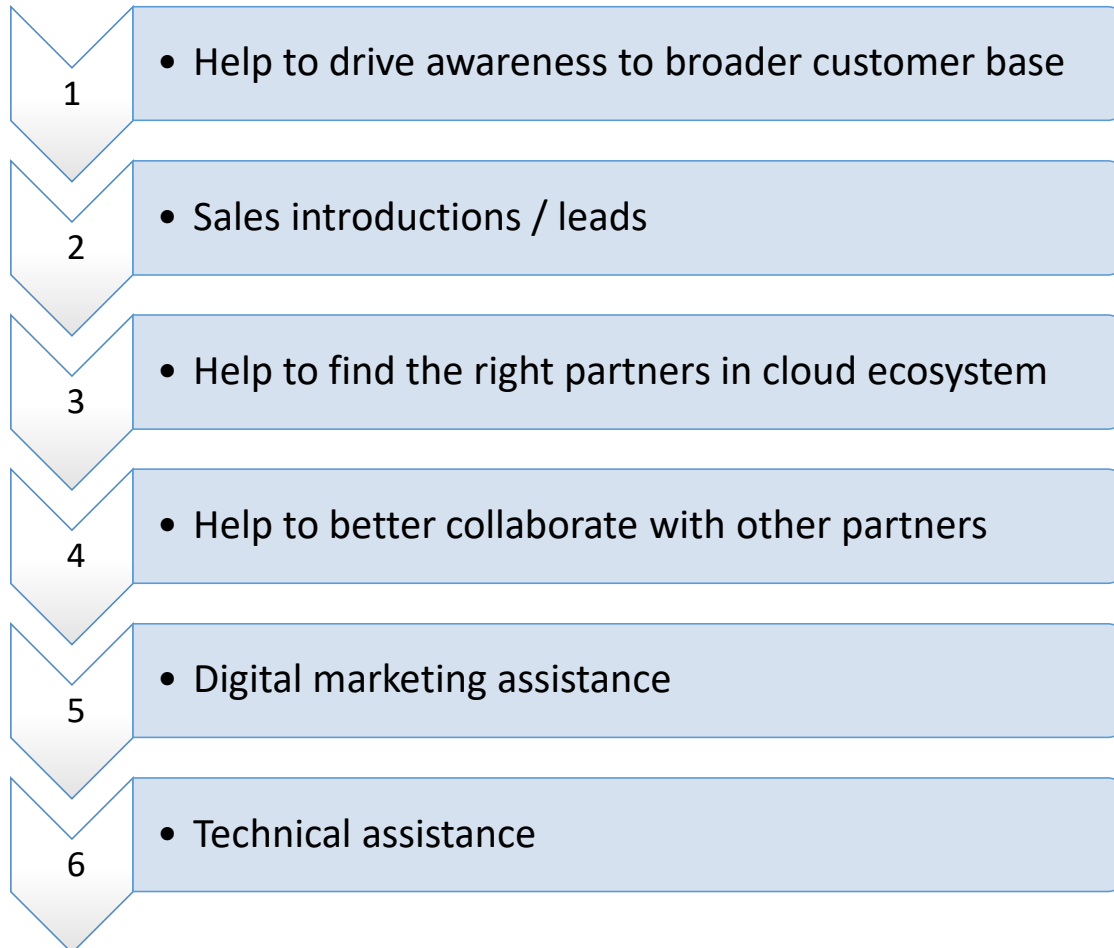 1
• Help to drive awareness to broader customer base
2
• Sales introductions / leads
3
• Help to find the right partners in cloud ecosystem
4
• Help to better collaborate with other partners
5
• Digital marketing assistance
6
• Technical assistance